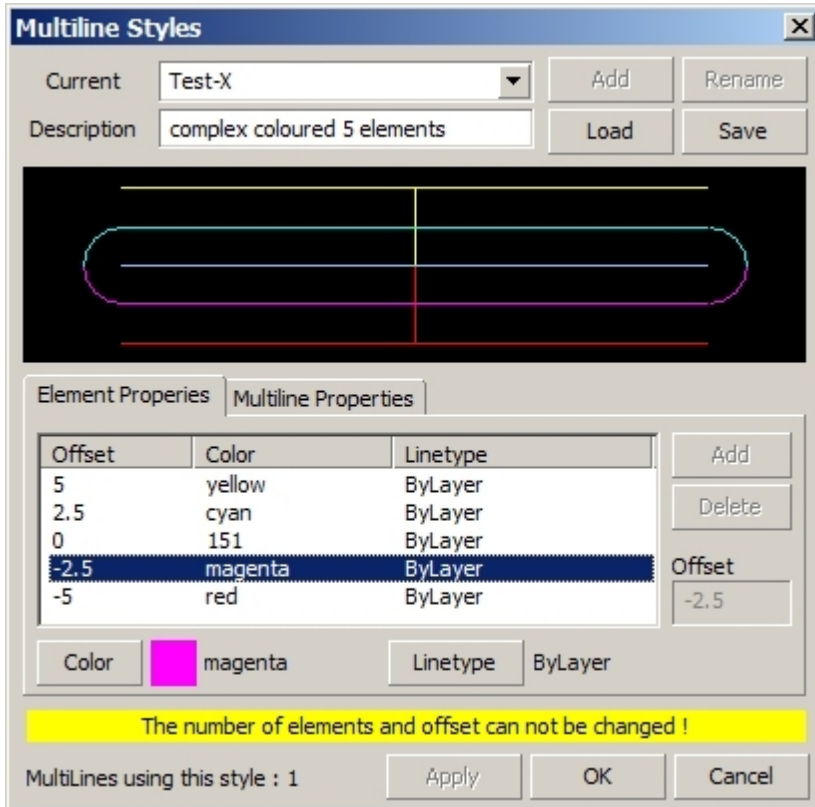 Multiline Styles
Current Test-X Add Rename
Description complex coloured 5 elements Load Save
Element Properies Multiline Properties
Offset Color Linetype Add
5 yellow ByLayer
2.5 cyan ByLayer
Delete
0 151 ByLayer
-2.5 magenta ByLayer
Offset
-5 red ByLayer
-2.5
Color magenta Linetype ByLayer
The number of elements and offset can not be changed !
MultiLines using this style : 1 Apply OK Cancel